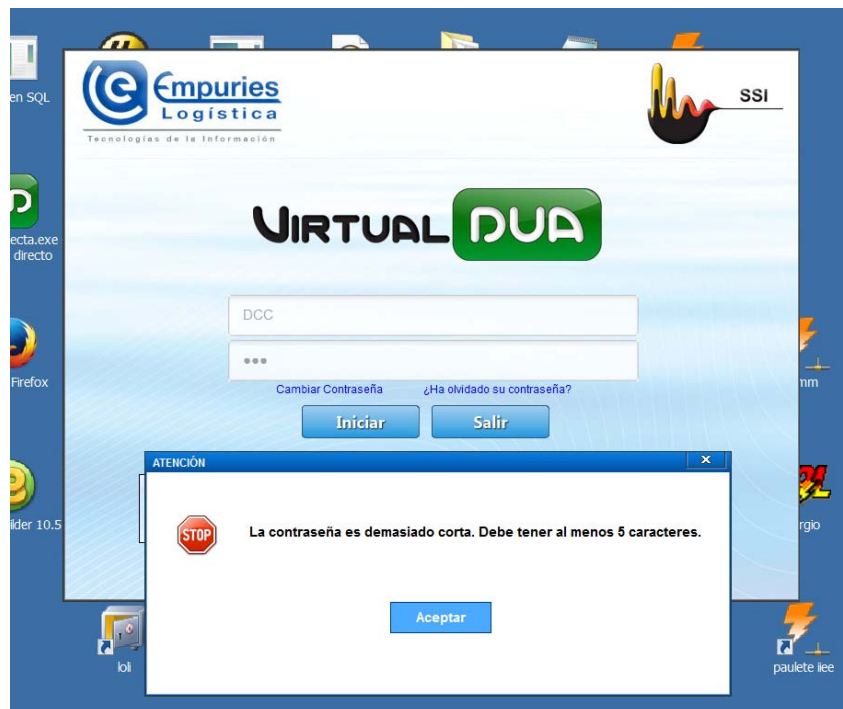 en SQL
Empuries
Logística
Tecnologías de la Información
SSI
VIRTUAL DUA
ecta.exe
directo
DCC
Firefox
Cambiar Contraseña ¿Ha olvidado su contraseña?
mm
Iniciar Salir
ATENCIÓN x
ilder 10.5
STOP
La contraseña es demasiado corta. Debe tener al menos 5 caracteres.
rgio
Aceptar
loli
paulete iiee